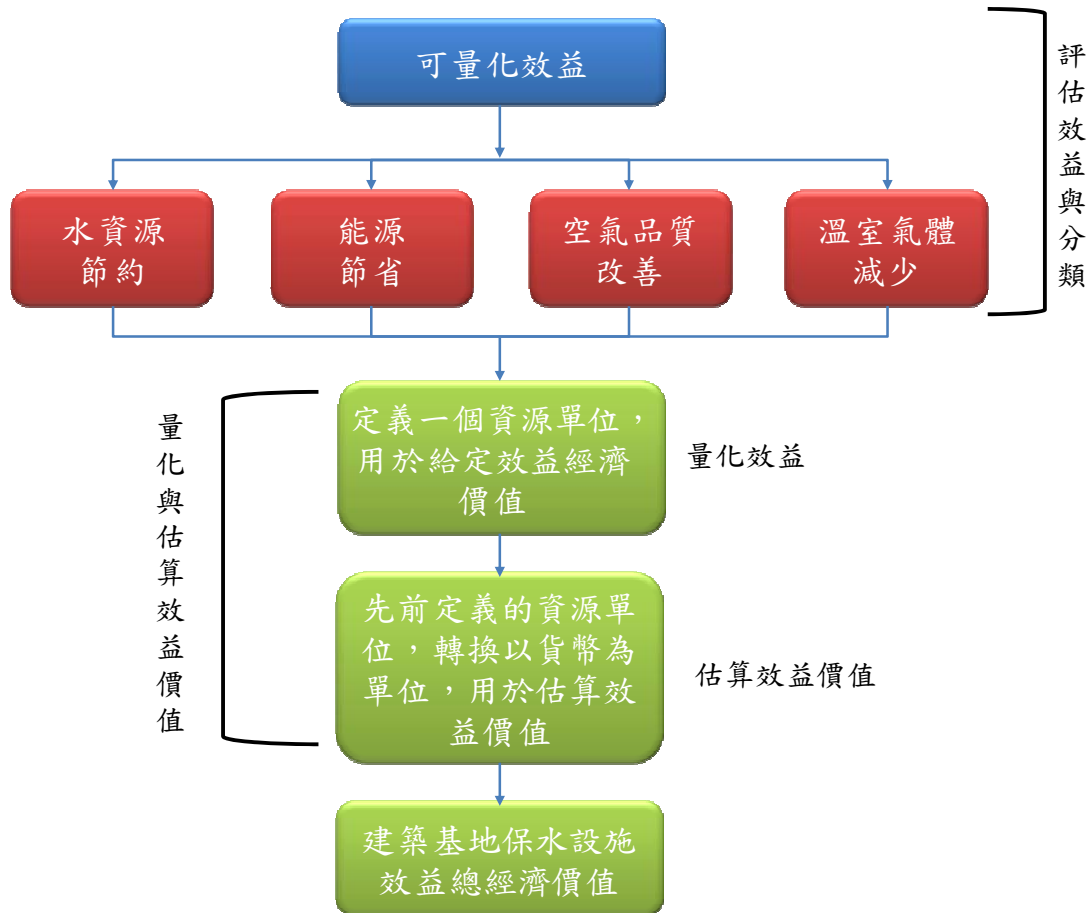 可量化效益
評估效益與分類
水資源
節約
能源
節省
空氣品質
改善
溫室氣體
減少
量化與估算效益價值
定義一個資源單位，
用於給定效益經濟
價值
量化效益
先前定義的資源單
位，轉換以貨幣為
單位，用於估算效
益價值
估算效益價值
建築基地保水設施
效益總經濟價值